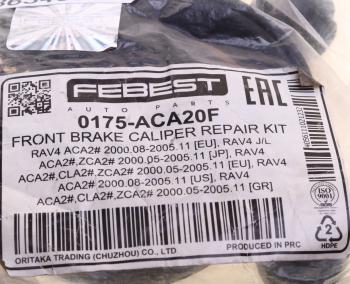 FEBEST
AUTO PARTS
EAC
0175-ACA20F
FRONT BRAKE CALIPER REPAIR KIT
RAV4 ACA2# 2000.08-2005.11 [EU], RAV4 J/L
ACA2#,ZCA2# 2000.05-2005.11 [JP], RAV4
ACA2#,CLA2#,ZCA2# 2000.05-2005.11 [EU], RAV4
ACA2# 2000.08-2005.11 [US], RAV4
ACA2#,CLA2#,ZCA2# 2000.05-2005.11 [GR]
ISO
2
HDPE
ORITAKA TRADING (CHUZHOU) CO., LTD
PRODUCED IN PRC